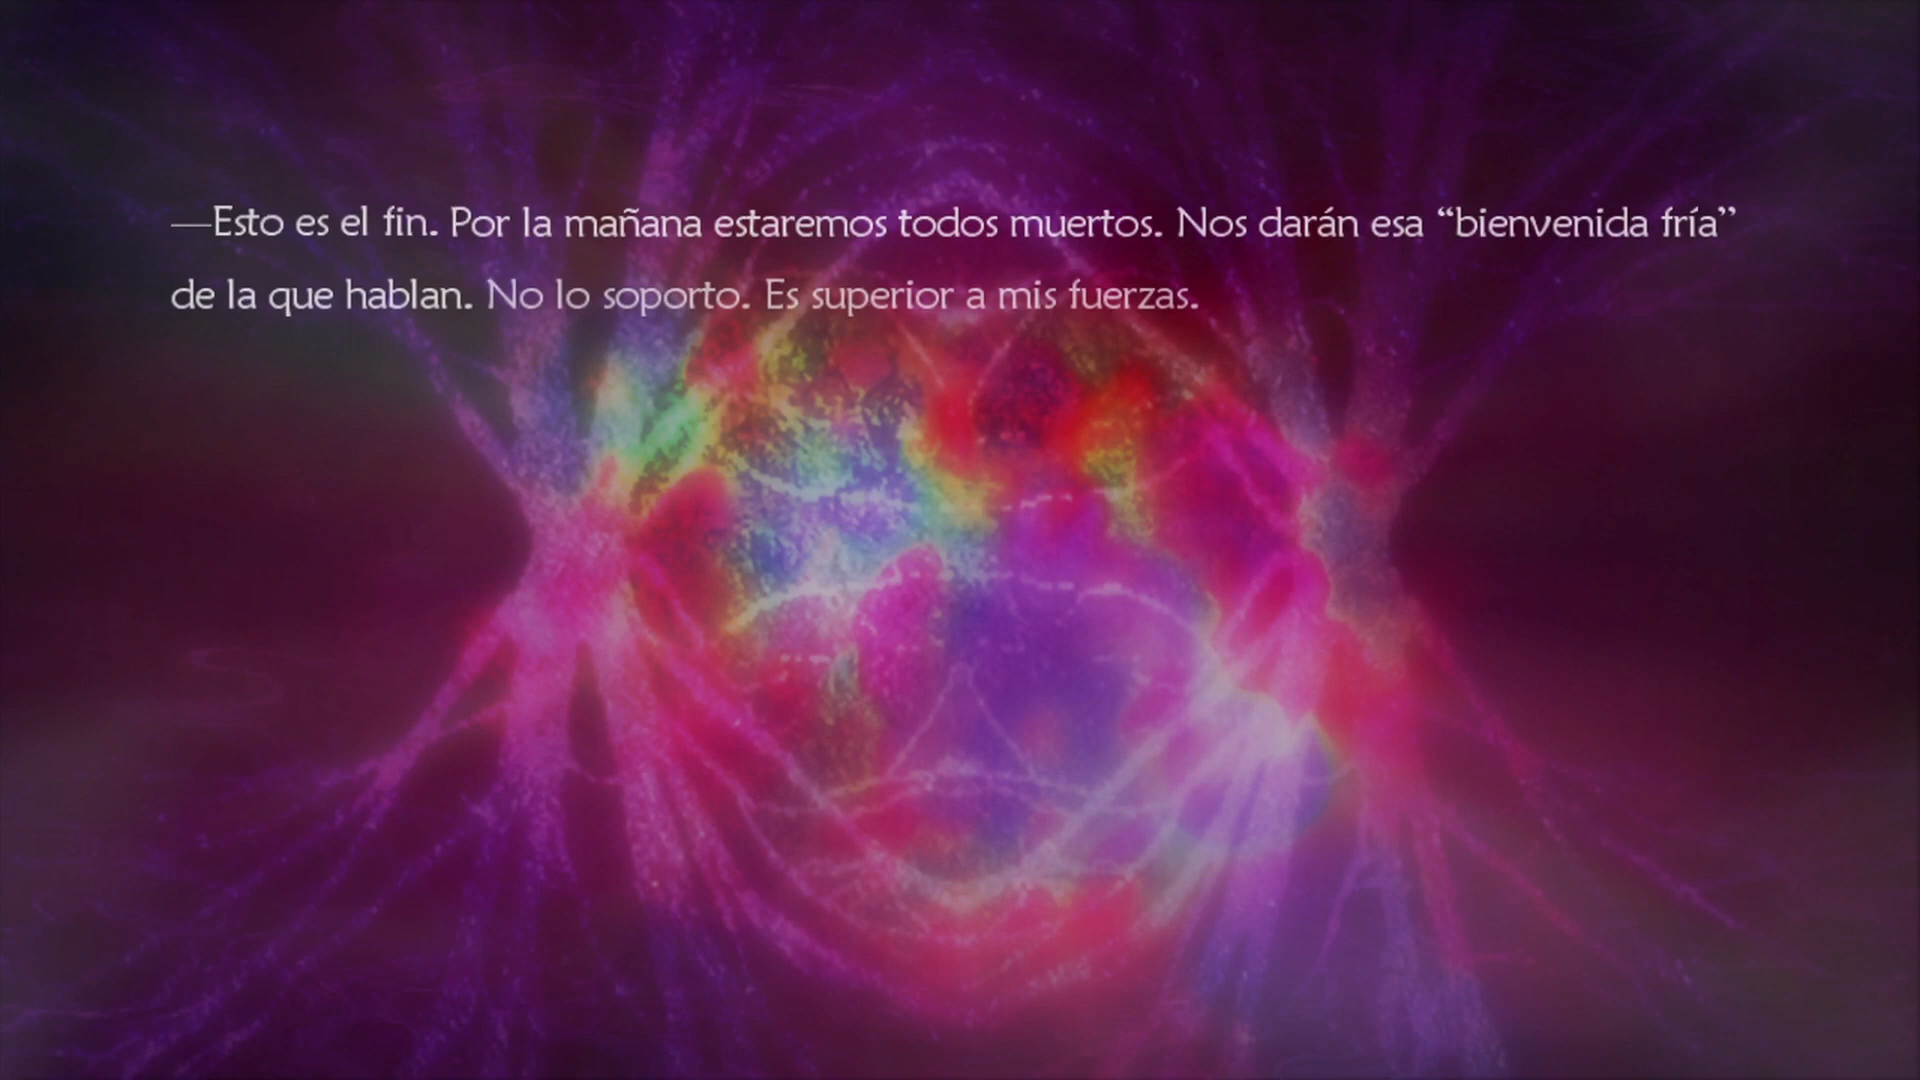 —Esto es el fin. Por la mañana estaremos todos muertos. Nos darán esa “bienvenida fría”
de la que hablan. No lo soporto. Es superior a mis fuerzas.